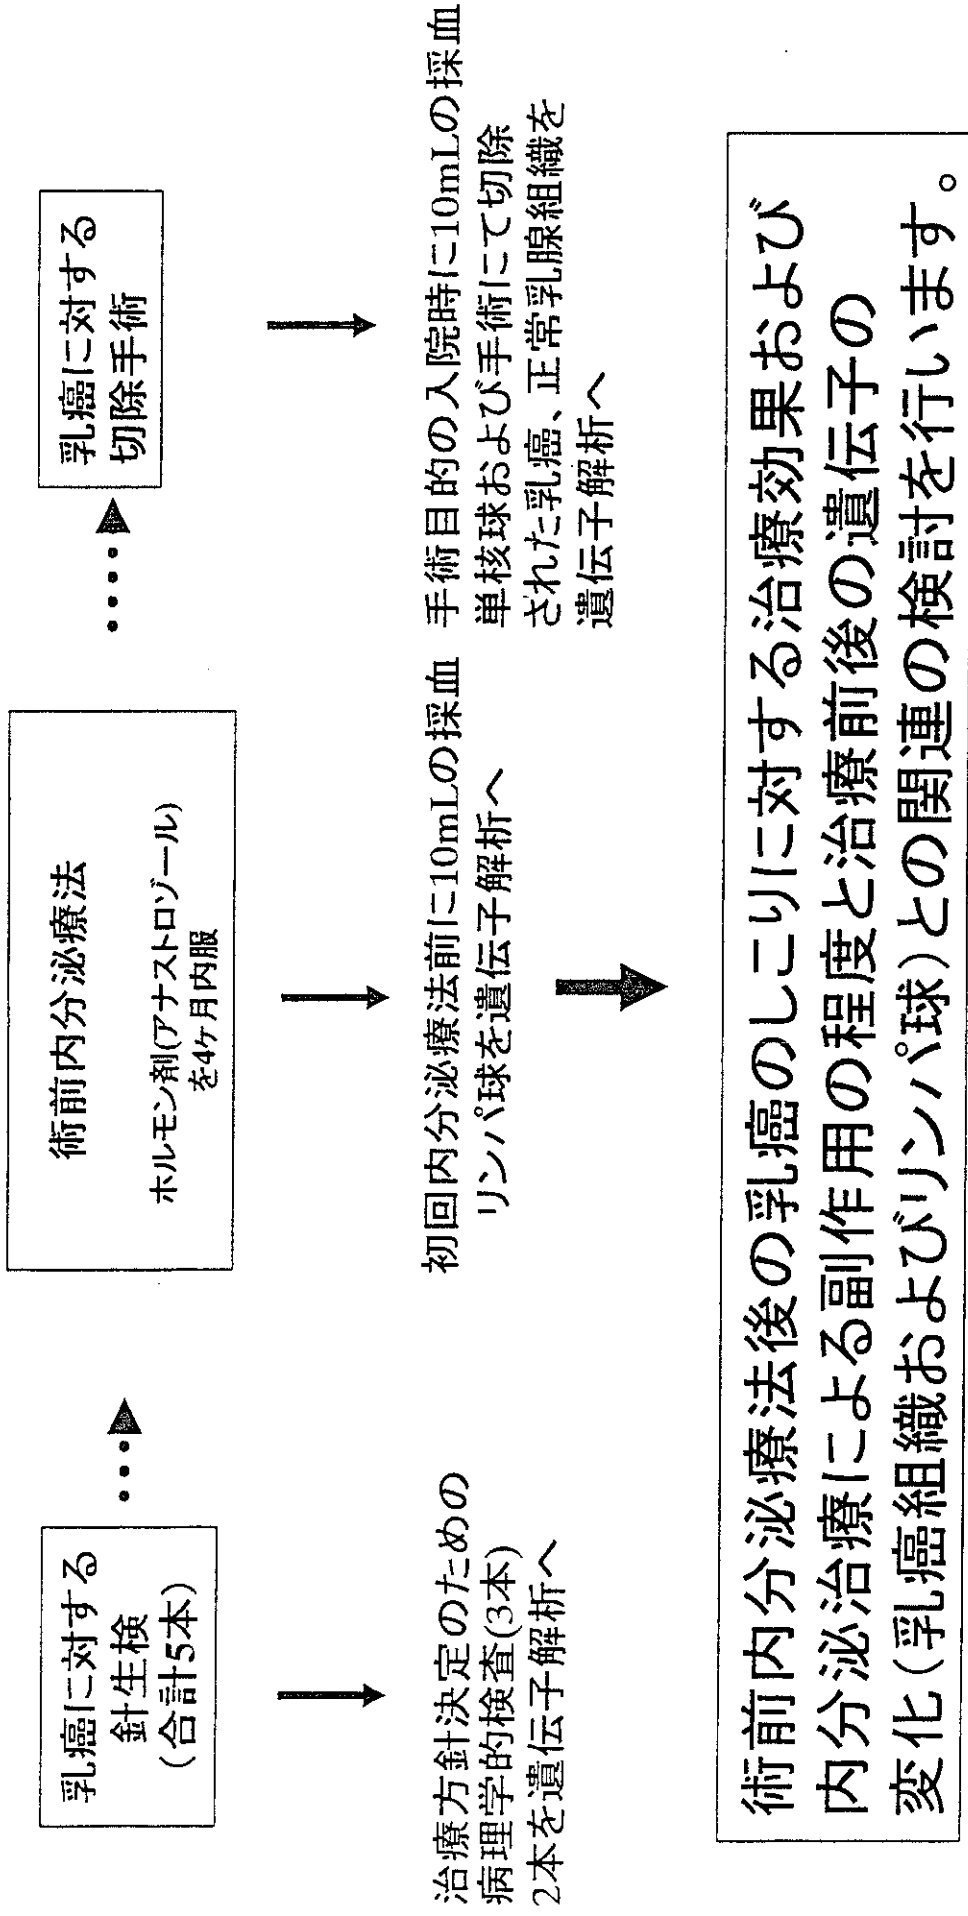 乳癌に対する
針生検
(合計5本)
術前内分泌療法
ホルモン剤(アナストロゾール)
を4ヶ月内服
乳癌に対する
切除手術
治療方針決定のための
病理学的検査(3本)
2本を遺伝子解析へ
初回内分泌療法前に10mLの採血
リンパ球を遺伝子解析へ
手術目的の入院時に10mLの採血
単核球および手術にて切除
された乳癌、正常乳腺組織を
遺伝子解析へ
術前内分泌療法後の乳癌のしこりに対する治療効果および
内分泌治療による副作用の程度と治療前後の遺伝子の
変化(乳癌組織およびリンパ球)との関連の検討を行います。